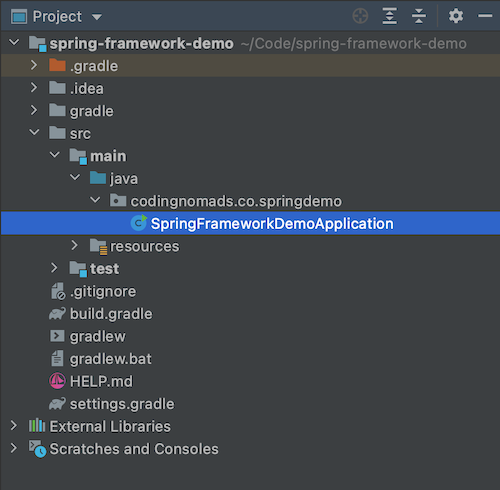 Project
spring-framework-demo ~/Code/spring-framework-demo
.gradle
.idea
gradle
src
main
java
codingnomads.co.springdemo
SpringFrameworkDemoApplication
resources
test
.gitignore
build.gradle
gradlew
gradlew.bat
HELP.md
settings.gradle
External Libraries
Scratches and Consoles